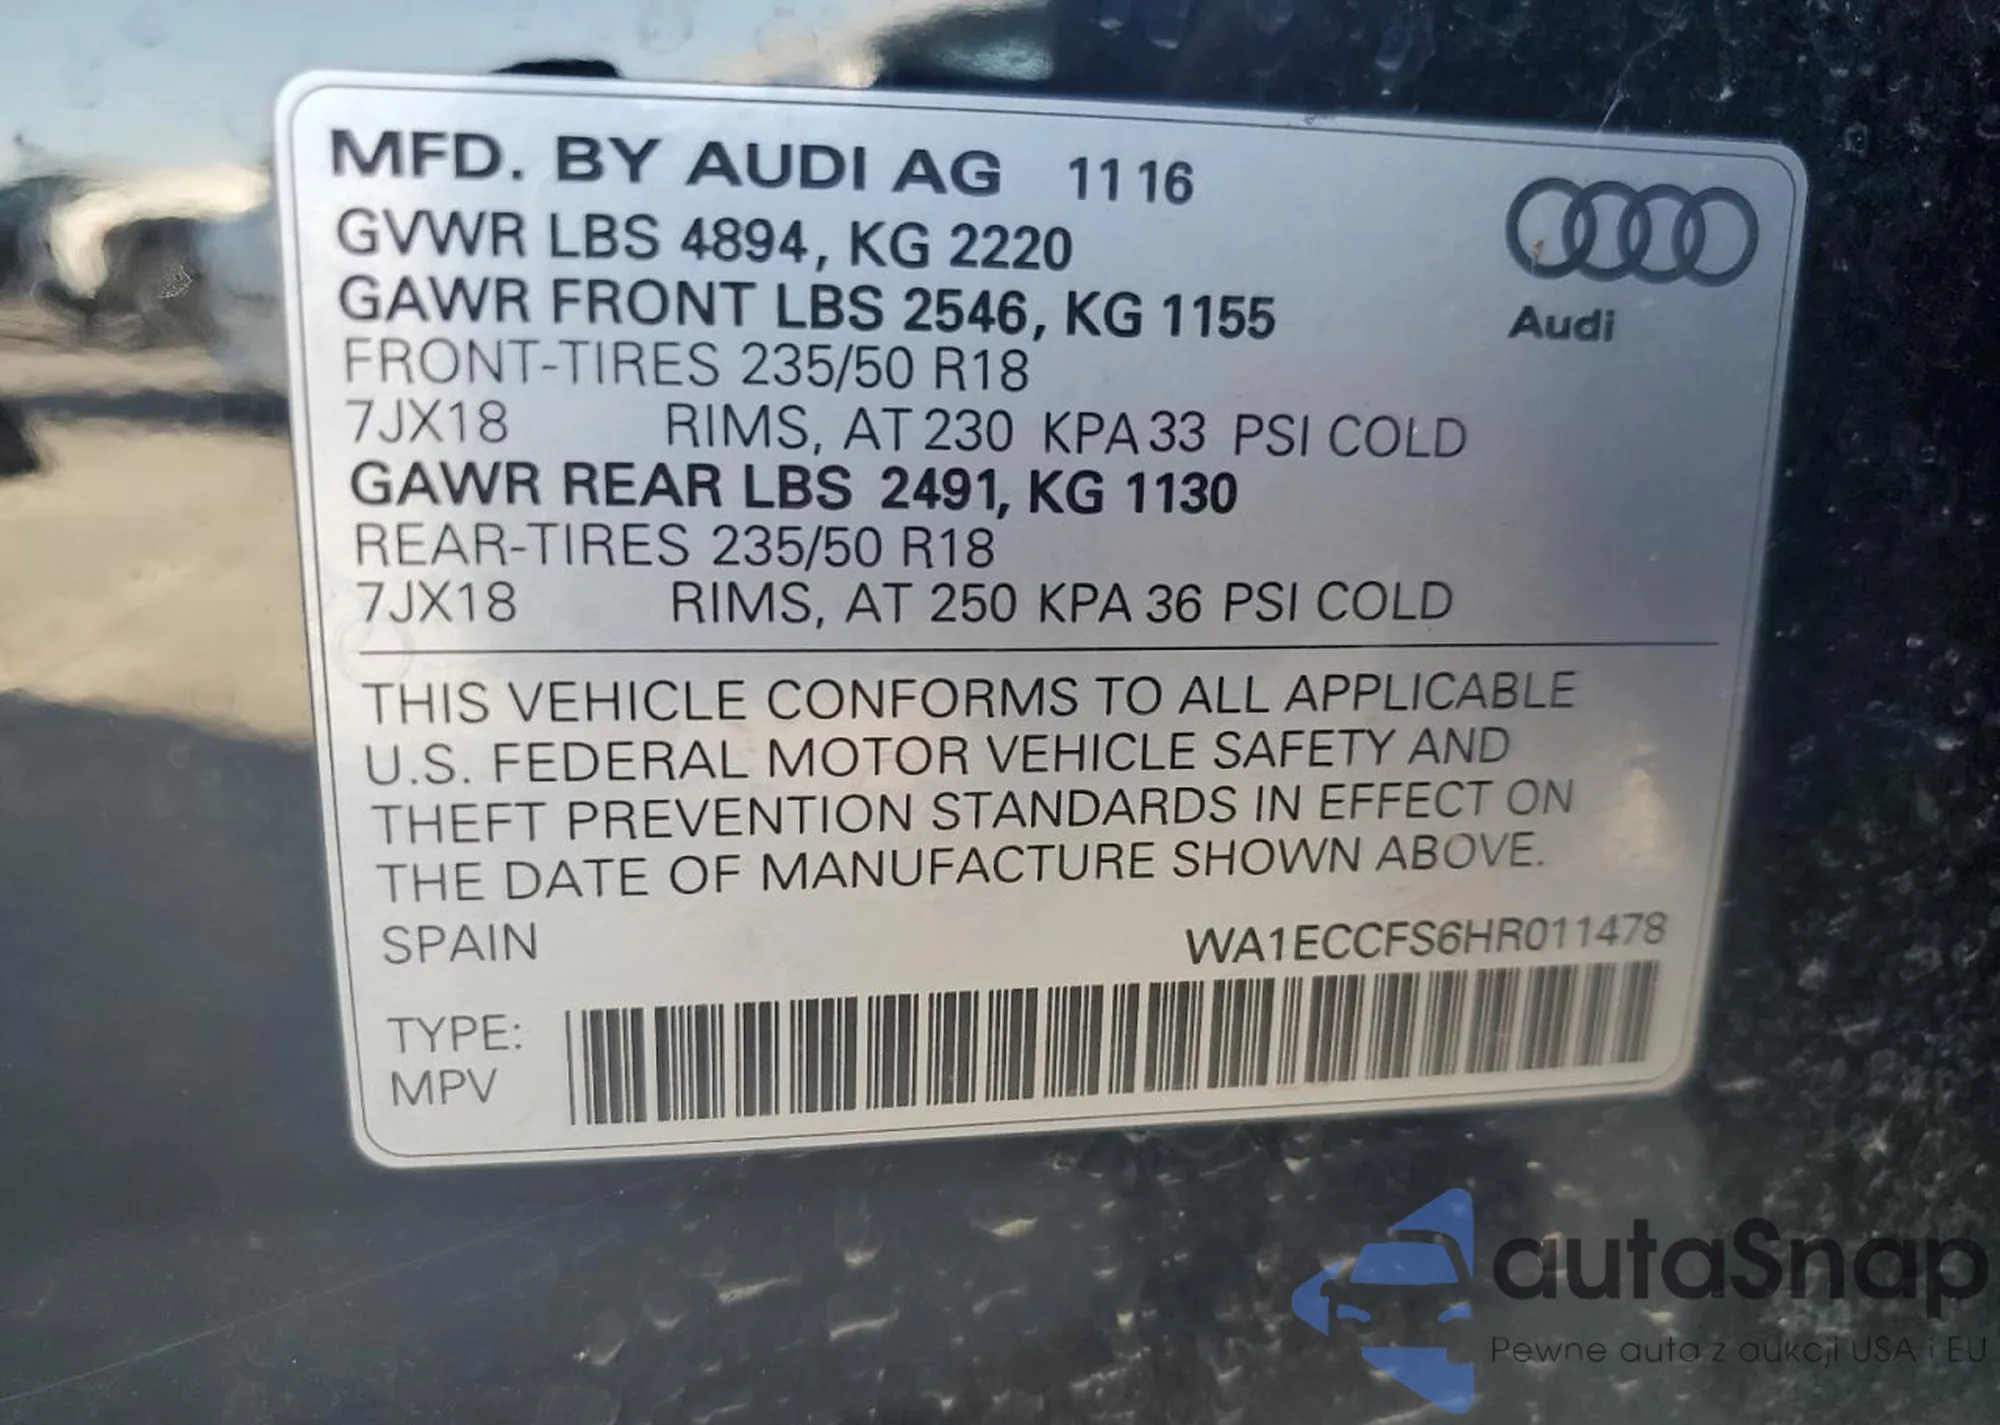 MFD. BY AUDI AG 11 16
GVWR LBS 4894, KG 2220
GAWR FRONT LBS 2546, KG 1155
FRONT-TIRES 235/50 R18
7JX18 RIMS, AT 230 KPA 33 PSI COLD
GAWR REAR LBS 2491, KG 1130
REAR-TIRES 235/50 R18
7JX18 RIMS, AT 250 KPA 36 PSI COLD
Audi
THIS VEHICLE CONFORMS TO ALL APPLICABLE
U.S. FEDERAL MOTOR VEHICLE SAFETY AND
THEFT PREVENTION STANDARDS IN EFFECT ON
THE DATE OF MANUFACTURE SHOWN ABOVE.
SPAIN WA1ECCFS6HR011478
TYPE:
MPV
autaSnap
Pewne auta z aukcji USA i EU